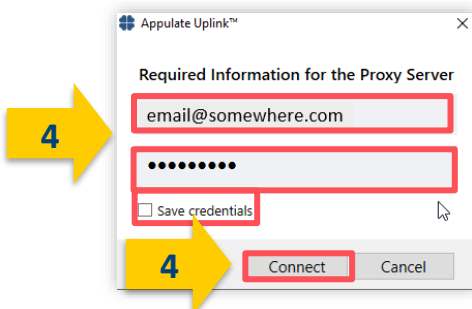 Appulate Uplink™
Required Information for the Proxy Server
email@somewhere.com
4
•••••••••
Save credentials
4
Connect Cancel